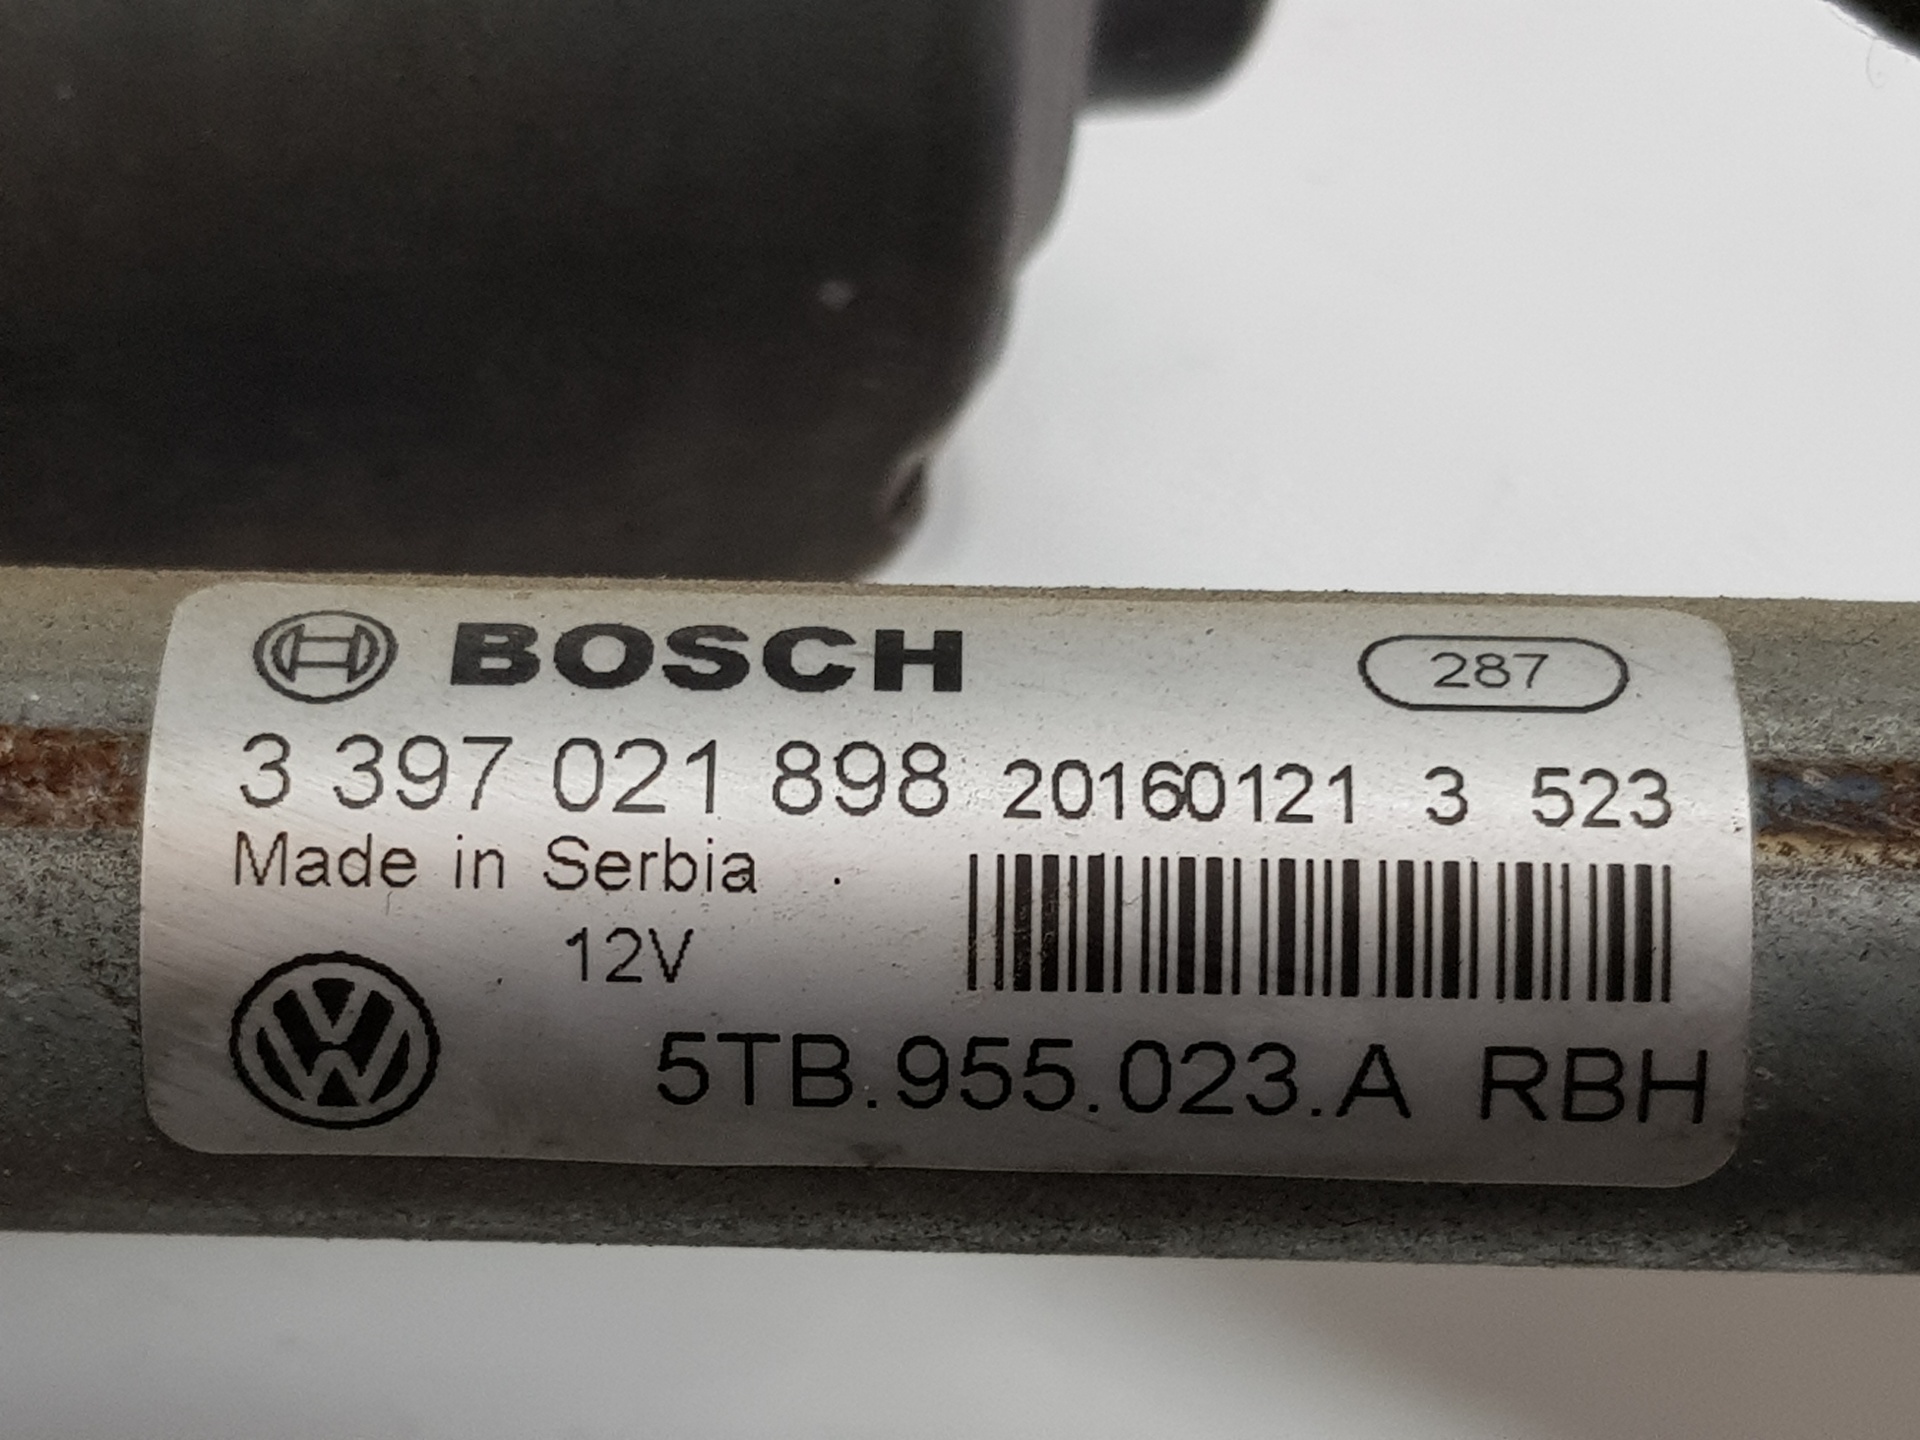 BOSCH 287
3 397 021 898 20160121 3 523
Made in Serbia
12V
5TB.955.023.A RBH